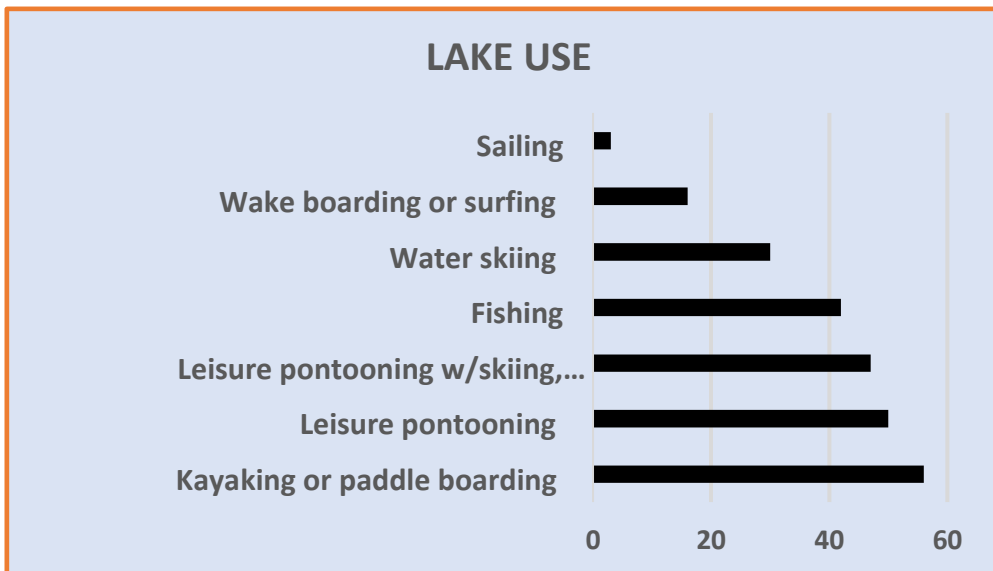 LAKE USE
Sailing
Wake boarding or surfing
Water skiing
Fishing
Leisure pontooning w/skiing,...
Leisure pontooning
Kayaking or paddle boarding
0 20 40 60